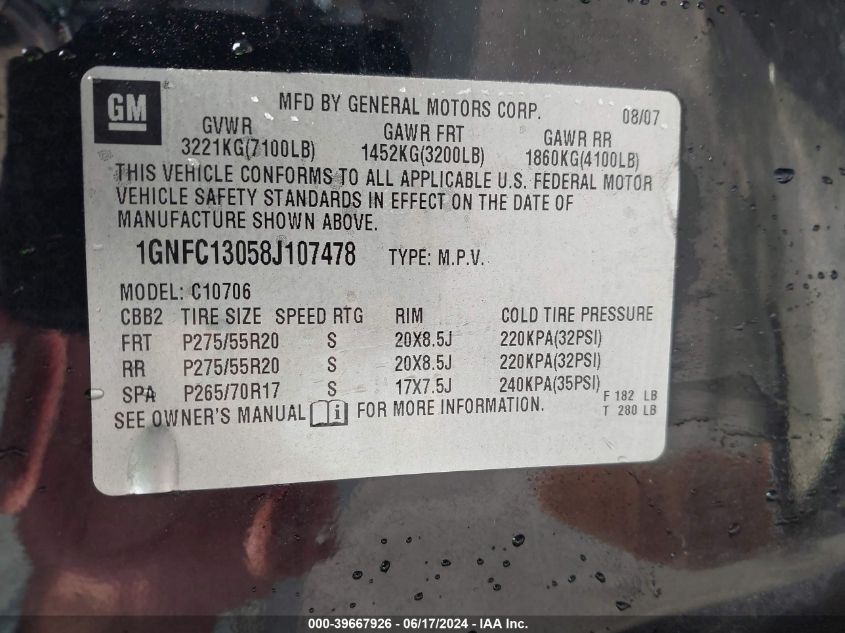 GM
MFD BY GENERAL MOTORS CORP. 08/07
GVWR GAWR FRT GAWR RR
3221KG(7100LB) 1452KG(3200LB) 1860KG(4100LB)
THIS VEHICLE CONFORMS TO ALL APPLICABLE U.S. FEDERAL MOTOR
VEHICLE SAFETY STANDARDS IN EFFECT ON THE DATE OF
MANUFACTURE SHOWN ABOVE.
1GNFC13058J107478 TYPE: M.P.V.
MODEL: C10706
CBB2 TIRE SIZE SPEED RTG RIM COLD TIRE PRESSURE
FRT P275/55R20 S 20X8.5J 220KPA(32PSI)
RR P275/55R20 S 20X8.5J 220KPA(32PSI)
SPA P265/70R17 S 17X7.5J 240KPA(35PSI) F 182 LB
SEE OWNER'S MANUAL i FOR MORE INFORMATION. T 280 LB
000-39667926 - 06/17/2024 - IAA Inc.